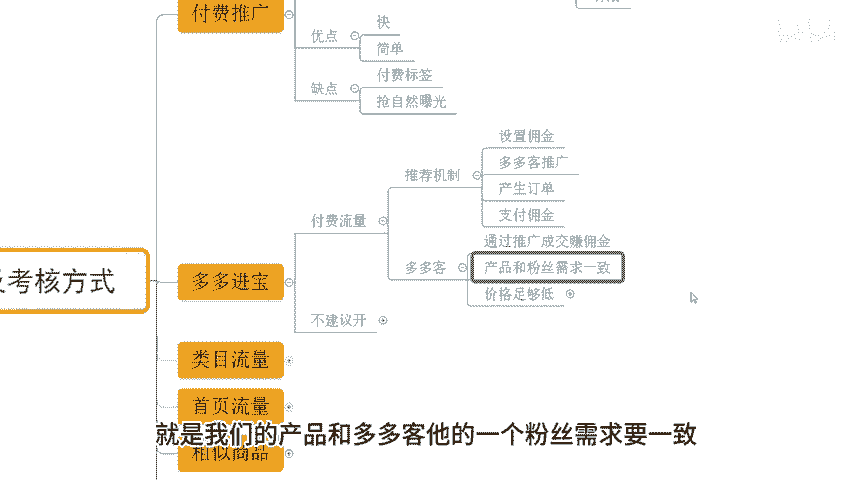 付费推广
优点
快
简单
缺点
付费标签
抢自然曝光
考核方式
多多进宝
付费流量
推荐机制
设置佣金
多多客推广
产生订单
支付佣金
多多客
通过推广成交赚佣金
产品和粉丝需求一致
价格足够低
不建议开
类目流量
首页流量
相似商品
就是我们的产品和多多客他的一个粉丝需求要一致